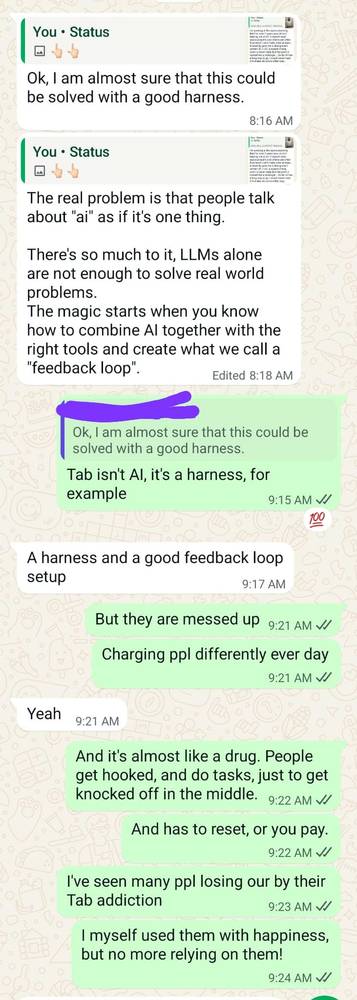 You • Status
👆🏻👆🏻
Ok, I am almost sure that this could
be solved with a good harness.
8:16 AM
You • Status
👆🏻👆🏻
The real problem is that people talk
about "ai" as if it's one thing.
There's so much to it, LLMs alone
are not enough to solve real world
problems.
The magic starts when you know
how to combine AI together with the
right tools and create what we call a
"feedback loop".
Edited 8:18 AM
Ok, I am almost sure that this could be
solved with a good harness.
Tab isn't AI, it's a harness, for
example
9:15 AM
💯
A harness and a good feedback loop
setup
9:17 AM
But they are messed up 9:21 AM
Charging ppl differently ever day
9:21 AM
Yeah 9:21 AM
And it's almost like a drug. People
get hooked, and do tasks, just to get
knocked off in the middle. 9:22 AM
And has to reset, or you pay.
9:22 AM
I've seen many ppl losing our by their
Tab addiction
9:23 AM
I myself used them with happiness,
but no more relying on them!
9:24 AM